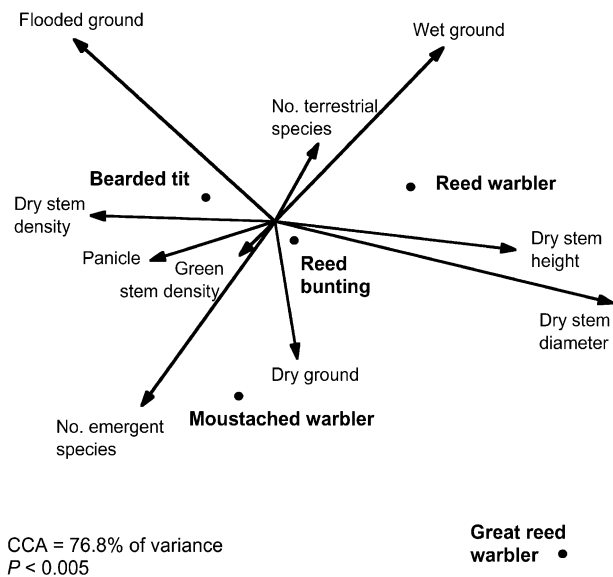 Flooded ground
Wet ground
No. terrestrial
species
Bearded tit
Reed warbler
Dry stem
density
Panicle
Green
stem density
Reed
bunting
Dry stem
height
Dry stem
diameter
Dry ground
Moustached warbler
No. emergent
species
CCA = 76.8% of variance
P < 0.005
Great reed
warbler